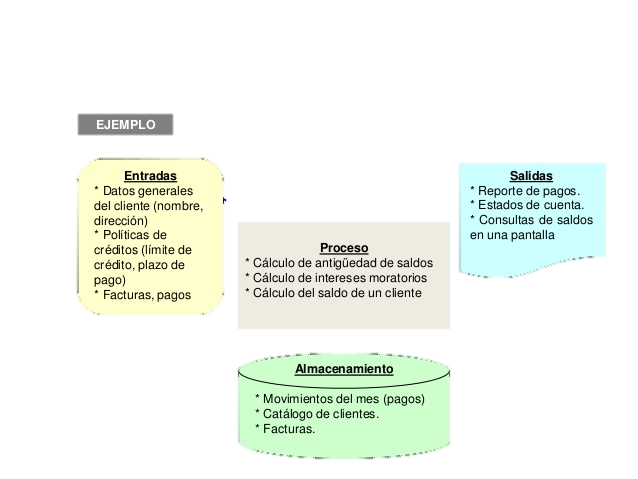 EJEMPLO
Entradas
* Datos generales
del cliente (nombre,
dirección)
* Políticas de
créditos (límite de
crédito, plazo de
pago)
* Facturas, pagos
Proceso
* Cálculo de antigüedad de saldos
* Cálculo de intereses moratorios
* Cálculo del saldo de un cliente
Salidas
* Reporte de pagos.
* Estados de cuenta.
* Consultas de saldos
en una pantalla
Almacenamiento
* Movimientos del mes (pagos)
* Catálogo de clientes.
* Facturas.